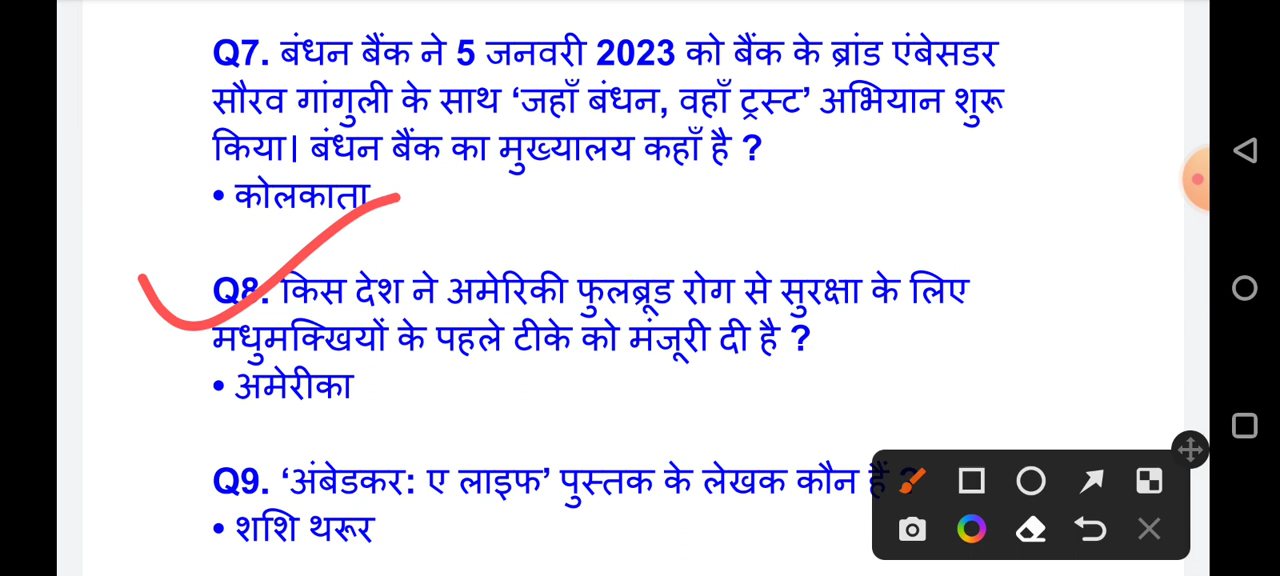 Q7. बंधन बैंक ने 5 जनवरी 2023 को बैंक के ब्रांड एंबेसडर
सौरव गांगुली के साथ ‘जहाँ बंधन, वहाँ ट्रस्ट’ अभियान शुरू
किया। बंधन बैंक का मुख्यालय कहाँ है ?
• कोलकाता
Q8. किस देश ने अमेरिकी फुलब्रूड रोग से सुरक्षा के लिए
मधुमक्खियों के पहले टीके को मंजूरी दी है ?
• अमेरीका
Q9. ‘अंबेडकर: ए लाइफ’ पुस्तक के लेखक कौन हैं ?
• शशि थरूर